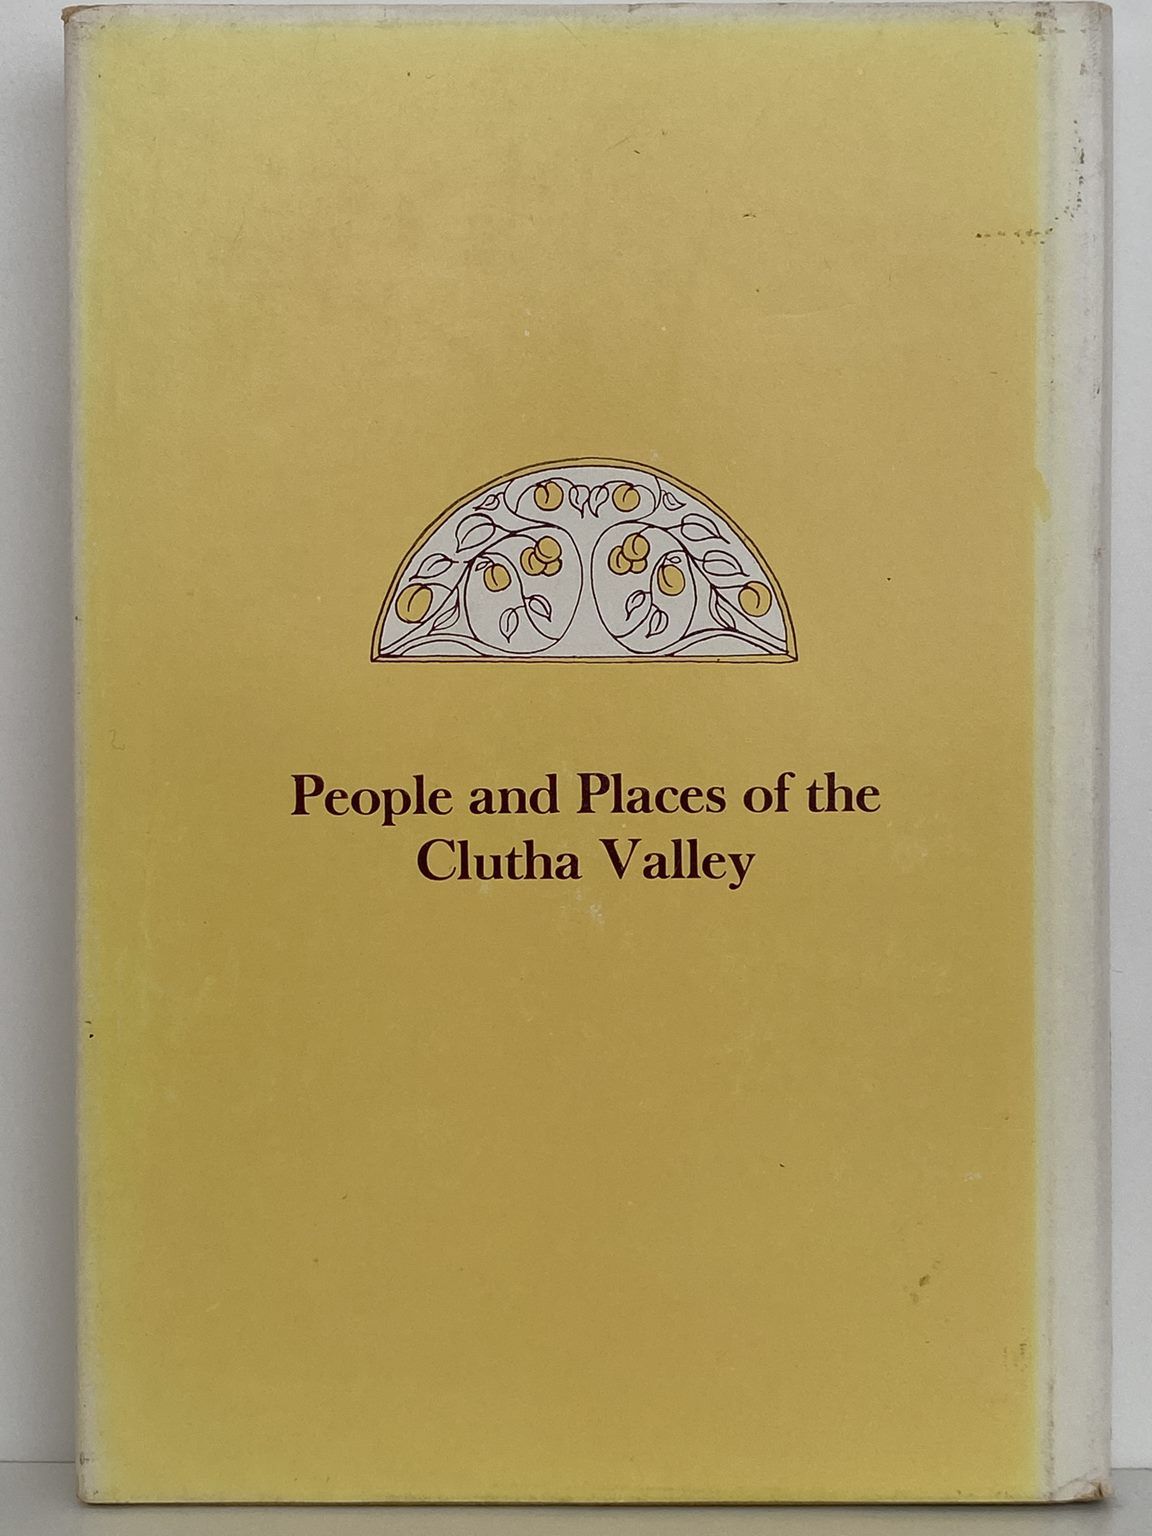 People and Places of the
Clutha Valley